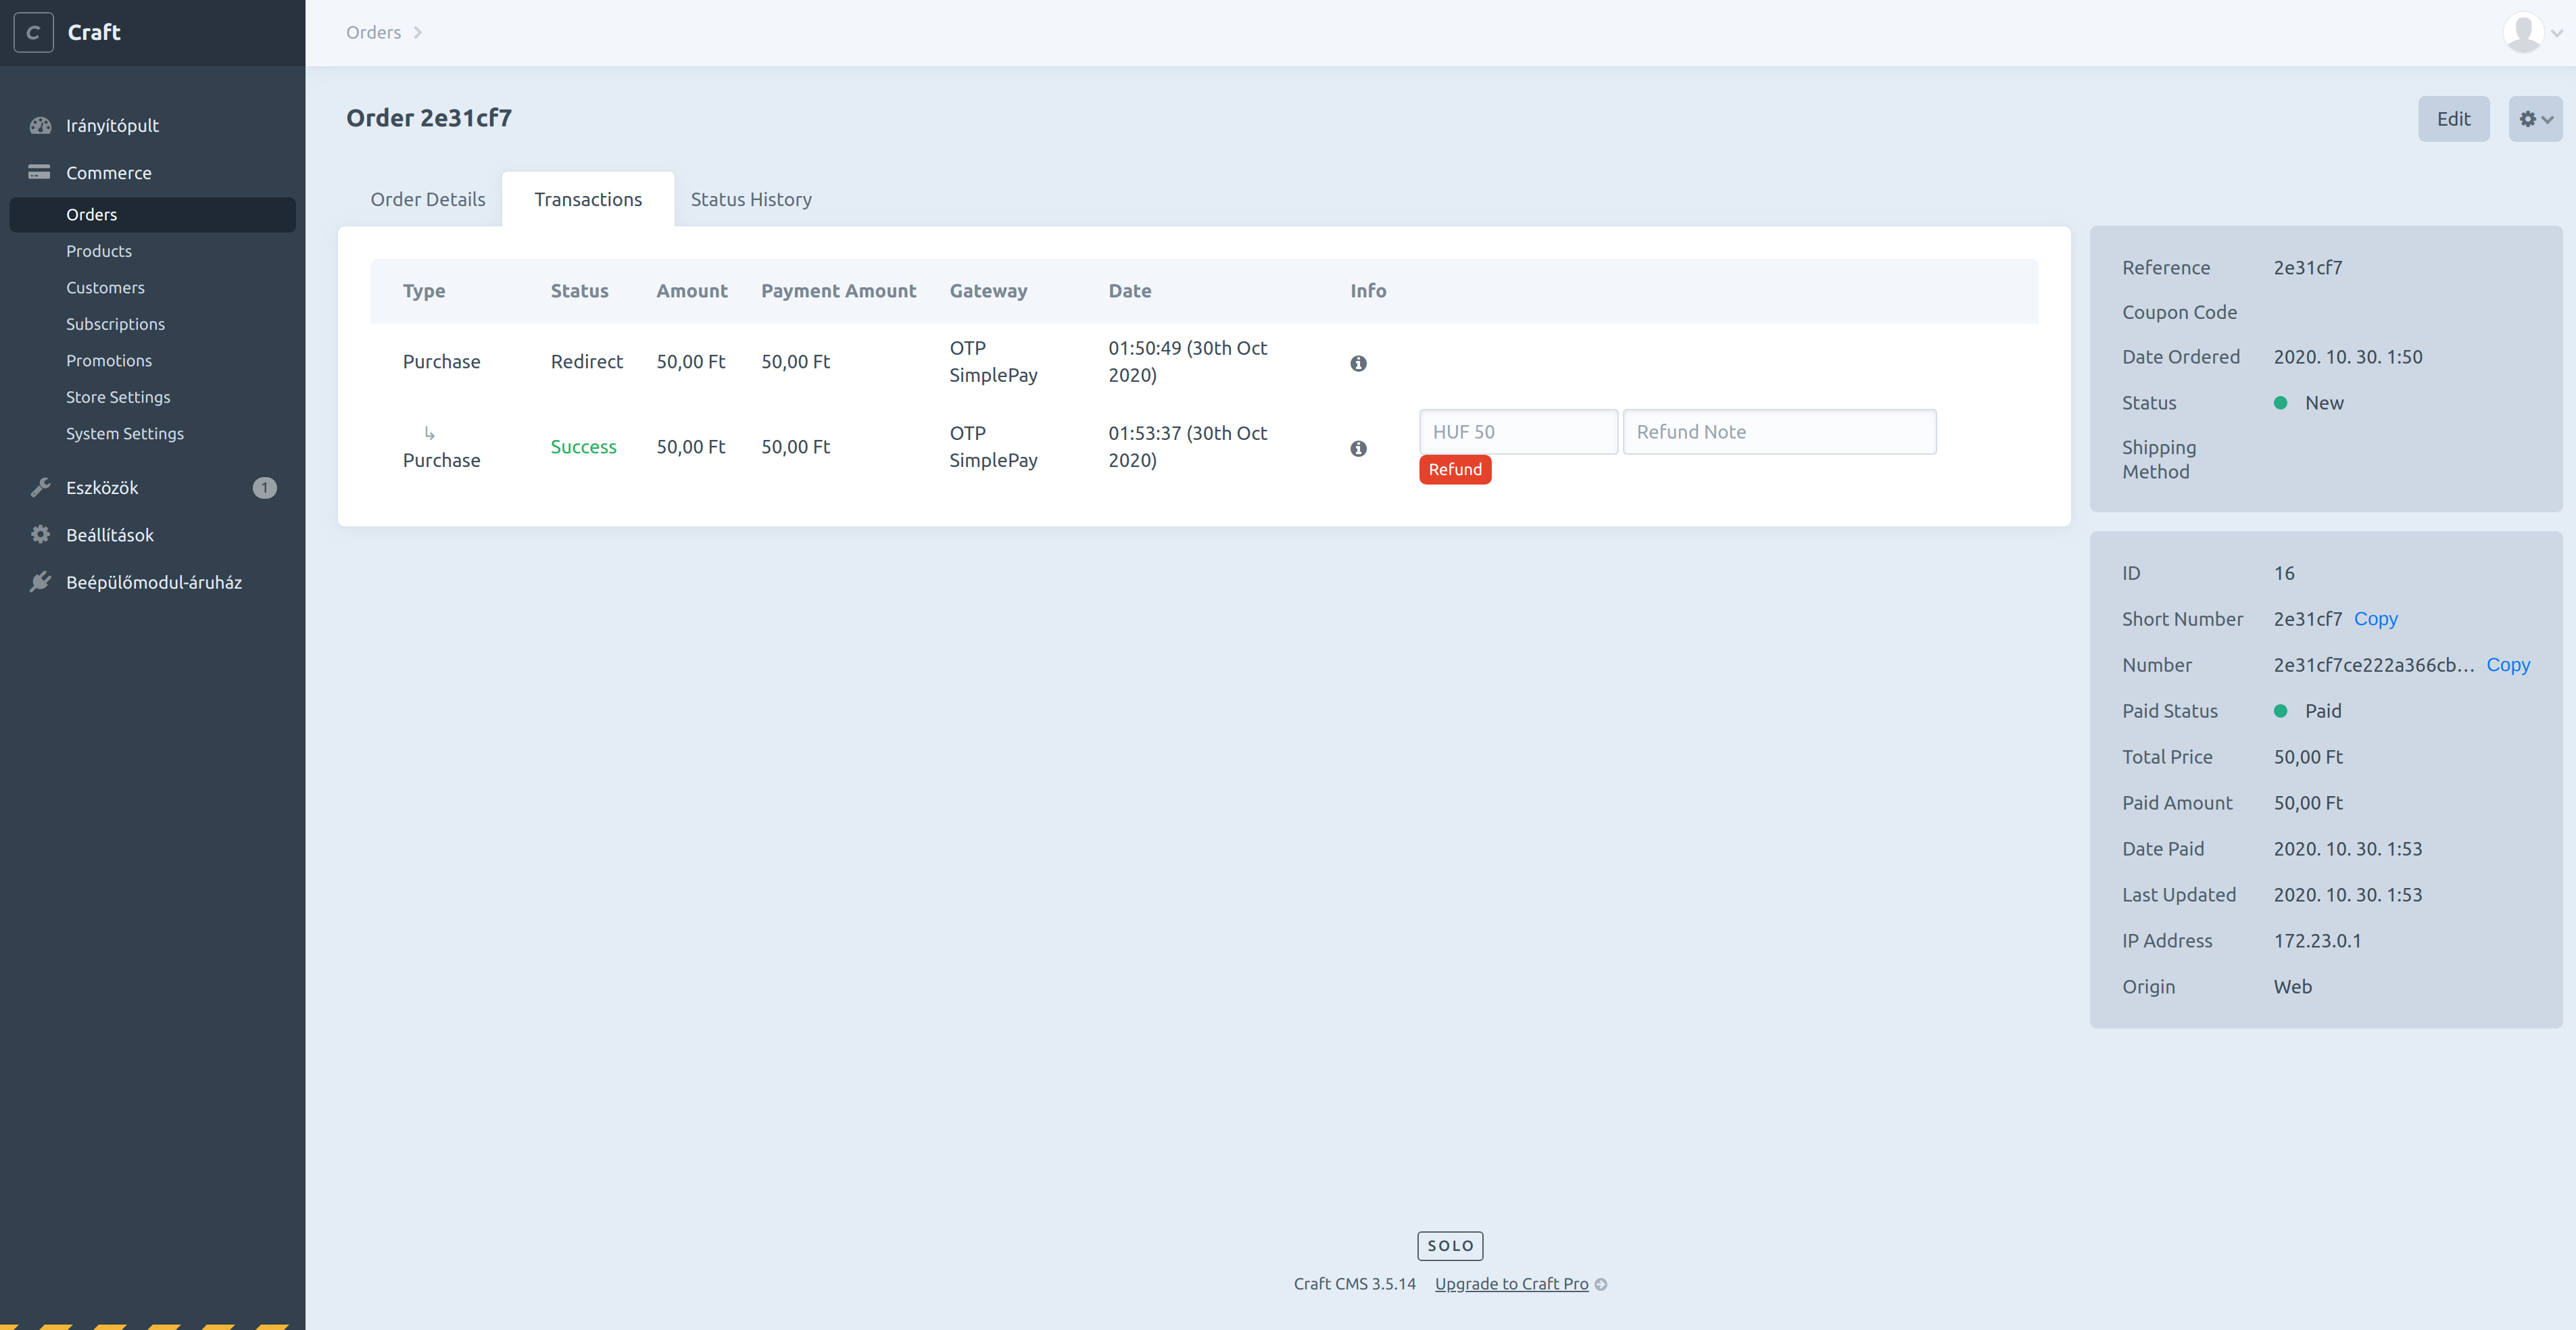 C Craft
Orders
Irányítópult
Commerce
Orders
Products
Customers
Subscriptions
Promotions
Store Settings
System Settings
Eszközök 1
Beállítások
Beépülőmodul-áruház
Order 2e31cf7
Edit
Order Details Transactions Status History
Type Status Amount Payment Amount Gateway Date Info
Purchase Redirect 50,00 Ft 50,00 Ft OTP SimplePay 01:50:49 (30th Oct 2020)
↳ Purchase Success 50,00 Ft 50,00 Ft OTP SimplePay 01:53:37 (30th Oct 2020) HUF 50 Refund Note
Refund
Reference 2e31cf7
Coupon Code
Date Ordered 2020. 10. 30. 1:50
Status New
Shipping Method
ID 16
Short Number 2e31cf7 Copy
Number 2e31cf7ce222a366cb... Copy
Paid Status Paid
Total Price 50,00 Ft
Paid Amount 50,00 Ft
Date Paid 2020. 10. 30. 1:53
Last Updated 2020. 10. 30. 1:53
IP Address 172.23.0.1
Origin Web
SOLO
Craft CMS 3.5.14 Upgrade to Craft Pro